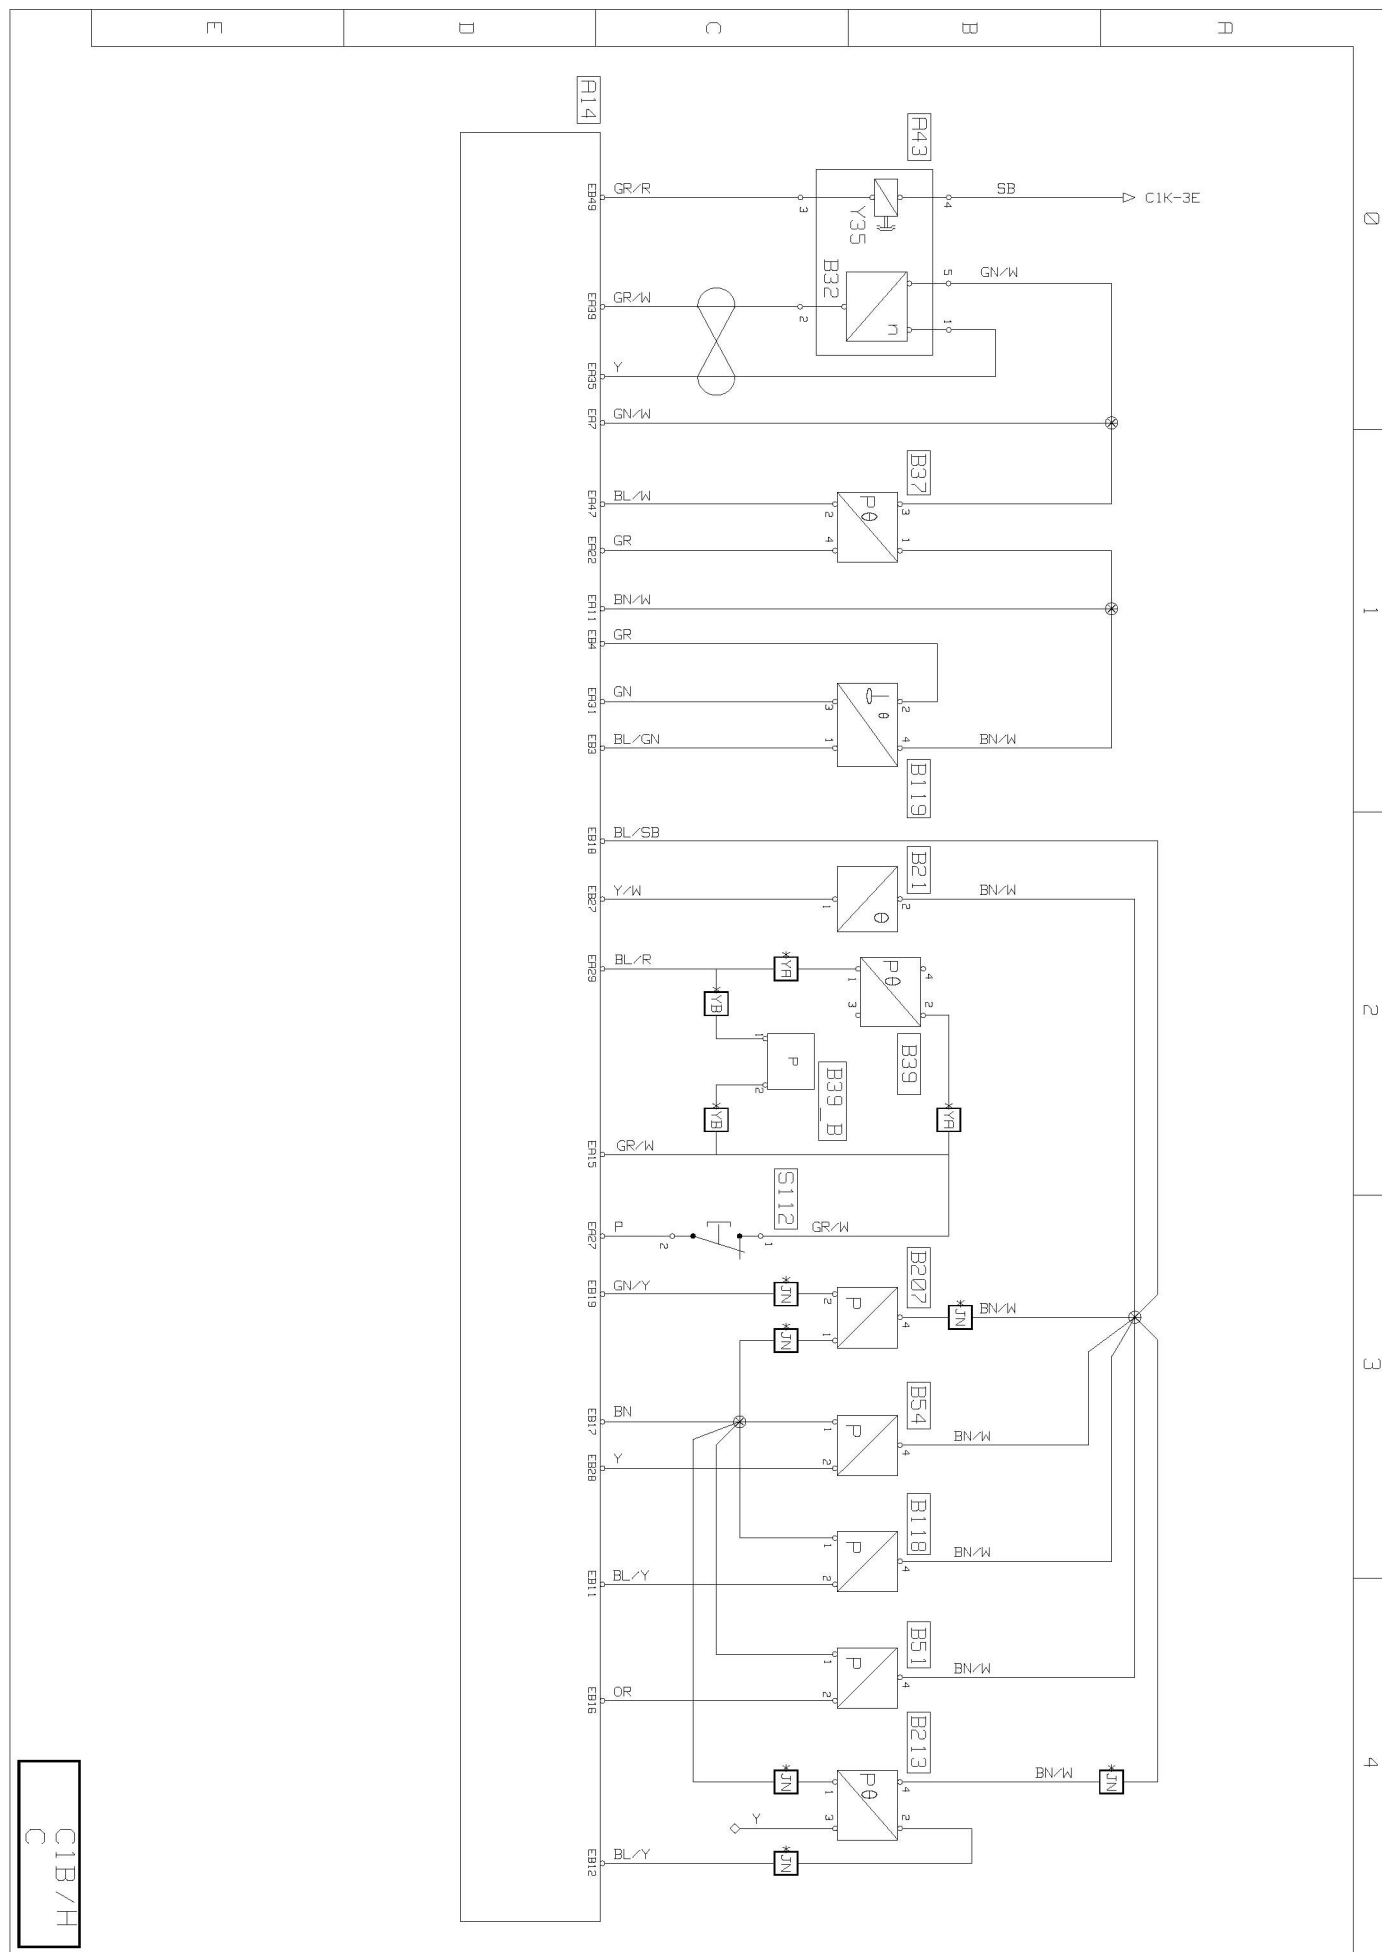 E
D
C
B
A
0
1
2
3
4
A14
A43
EB49
GR/R
3
Y35
4
SB
C1K-3E
B32
5
GN/W
EA39
GR/W
2
n
1
EA35
Y
EA7
GN/W
B37
EA47
BL/W
2
P θ
3
EA22
GR
4
1
EA11
BN/W
EB4
GR
EA31
GN
3
θ
2
EB3
BL/GN
1
4
BN/W
B119
EB18
BL/SB
B21
EB27
Y/W
1
θ
2
BN/W
EA29
BL/R
*YA
1
P θ
4
*YB
3
2
B39
1
P
2
B39_B
*YB
*YA
EA15
GR/W
S112
EA27
P
2
1
GR/W
B207
EB19
GN/Y
*JN
2
P
4
*JN
BN/W
*JN
1
B54
EB17
BN
1
P
4
BN/W
EB28
Y
2
B118
1
P
4
BN/W
EB11
BL/Y
2
B51
1
P
4
BN/W
EB16
OR
2
B213
*JN
1
P θ
4
BN/W
*JN
Y
3
2
EB12
BL/Y
*JN
C1B/H
C